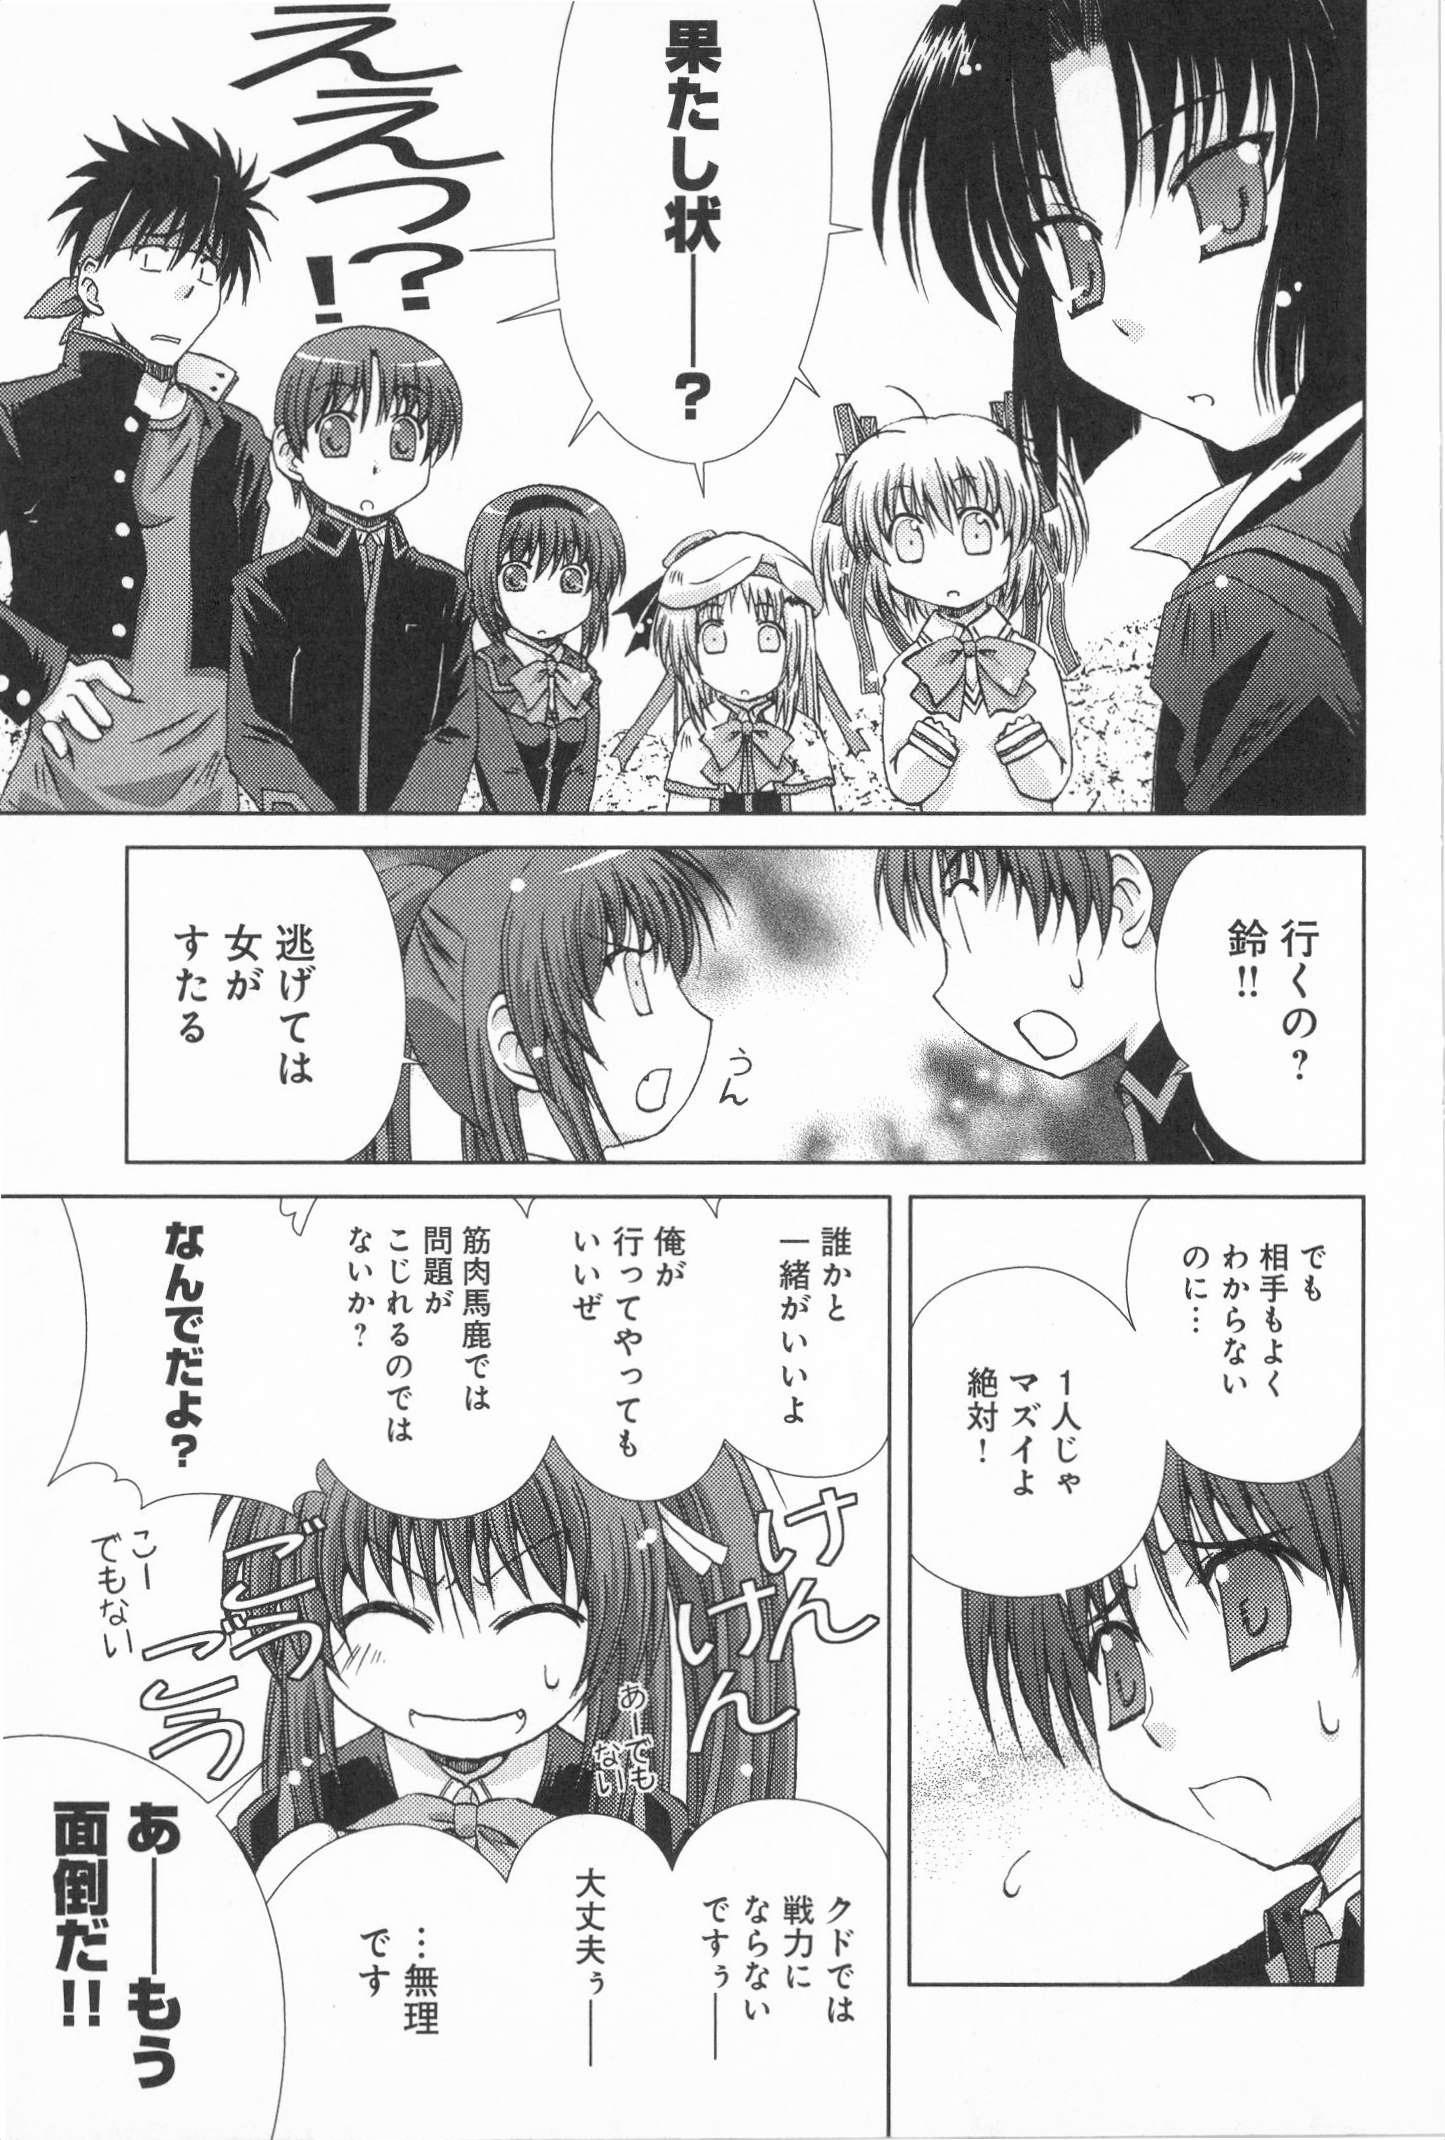 果たし状――?
ええっ?!
行くの?
鈴!!
うん
逃げては
女が
すたる
でも
相手もよく
わからない
のに…
1人じゃ
マズイよ
絶対!
誰かと
一緒がいいよ
俺が
行ってやっても
いいぜ
筋肉馬鹿では
問題が
こじれるのでは
ないか?
なんでだよ?
けん
けん
ごう
ごう
あーでも
ない
こー
でもない
クドでは
戦力に
ならない
ですぅ――
大丈夫ぅ――
…無理
です
あ――もう
面倒だ!!